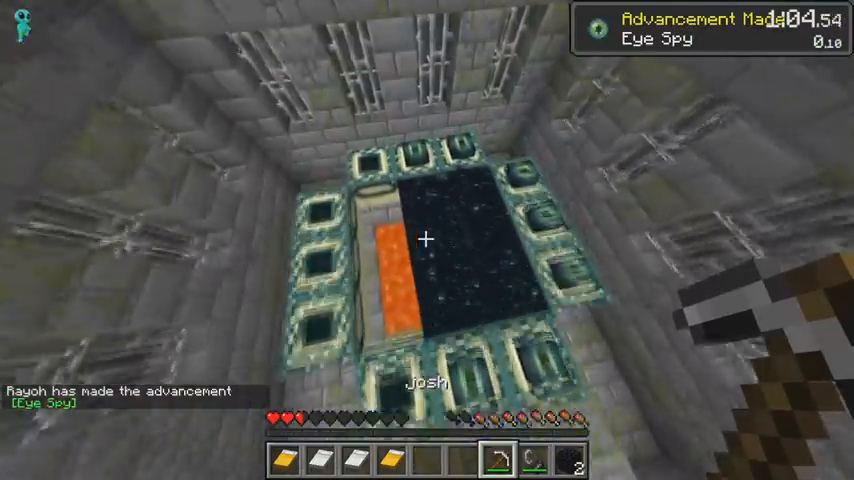 Advancement Made
1:04.54
Eye Spy
0.10
josh
Rayoh has made the advancement
[Eye Spy]
2